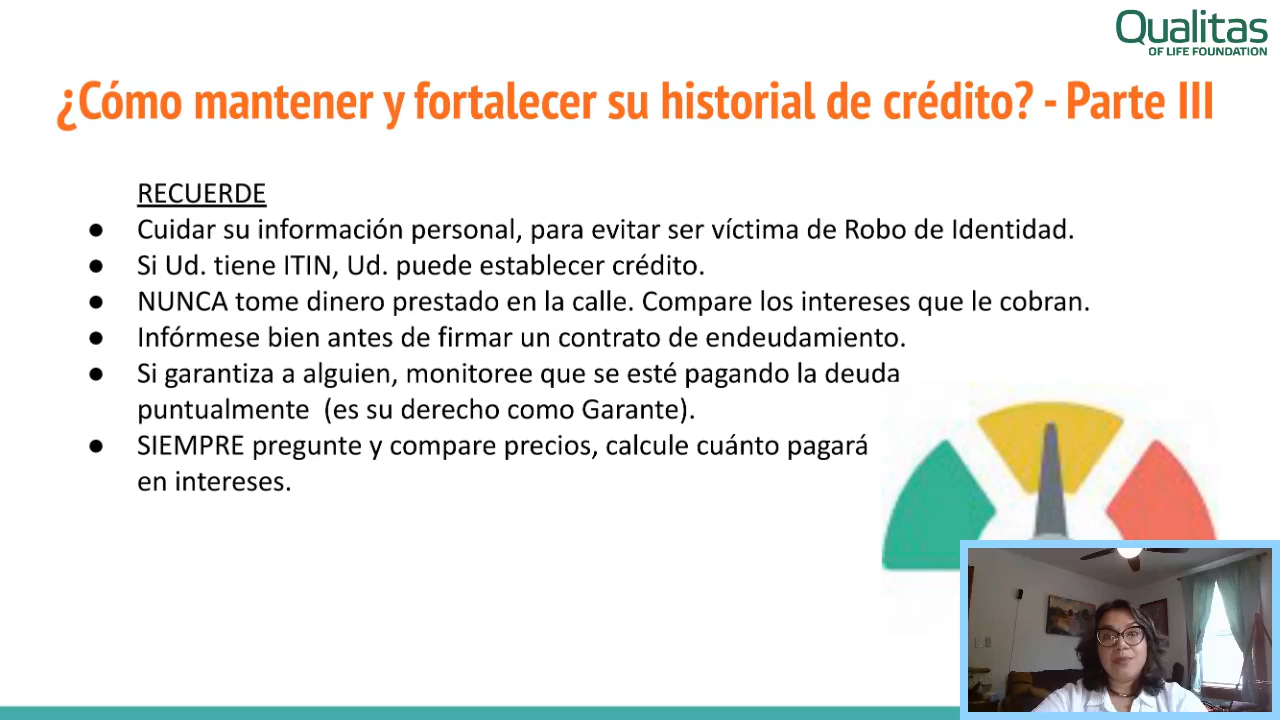 Qualitas
OF LIFE FOUNDATION
¿Cómo mantener y fortalecer su historial de crédito? - Parte III
RECUERDE
● Cuidar su información personal, para evitar ser víctima de Robo de Identidad.
● Si Ud. tiene ITIN, Ud. puede establecer crédito.
● NUNCA tome dinero prestado en la calle. Compare los intereses que le cobran.
● Infórmese bien antes de firmar un contrato de endeudamiento.
● Si garantiza a alguien, monitoree que se esté pagando la deuda
puntualmente (es su derecho como Garante).
● SIEMPRE pregunte y compare precios, calcule cuánto pagará
en intereses.